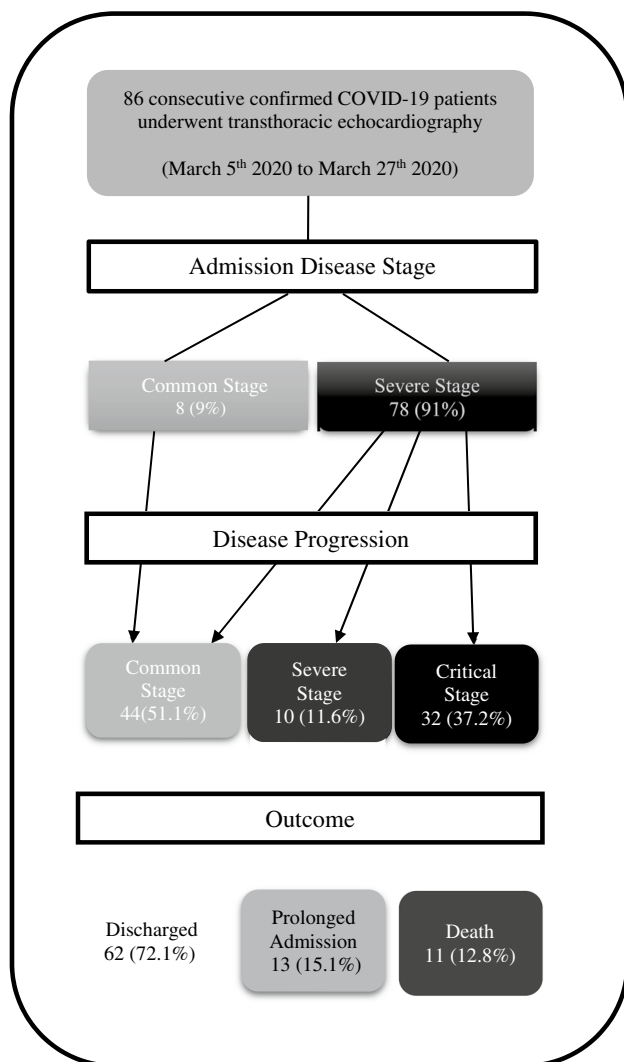 86 consecutive confirmed COVID-19 patients
underwent transthoracic echocardiography
(March 5th 2020 to March 27th 2020)
Admission Disease Stage
Common Stage
8 (9%)
Severe Stage
78 (91%)
Disease Progression
Common
Stage
44(51.1%)
Severe
Stage
10 (11.6%)
Critical
Stage
32 (37.2%)
Outcome
Discharged
62 (72.1%)
Prolonged
Admission
13 (15.1%)
Death
11 (12.8%)